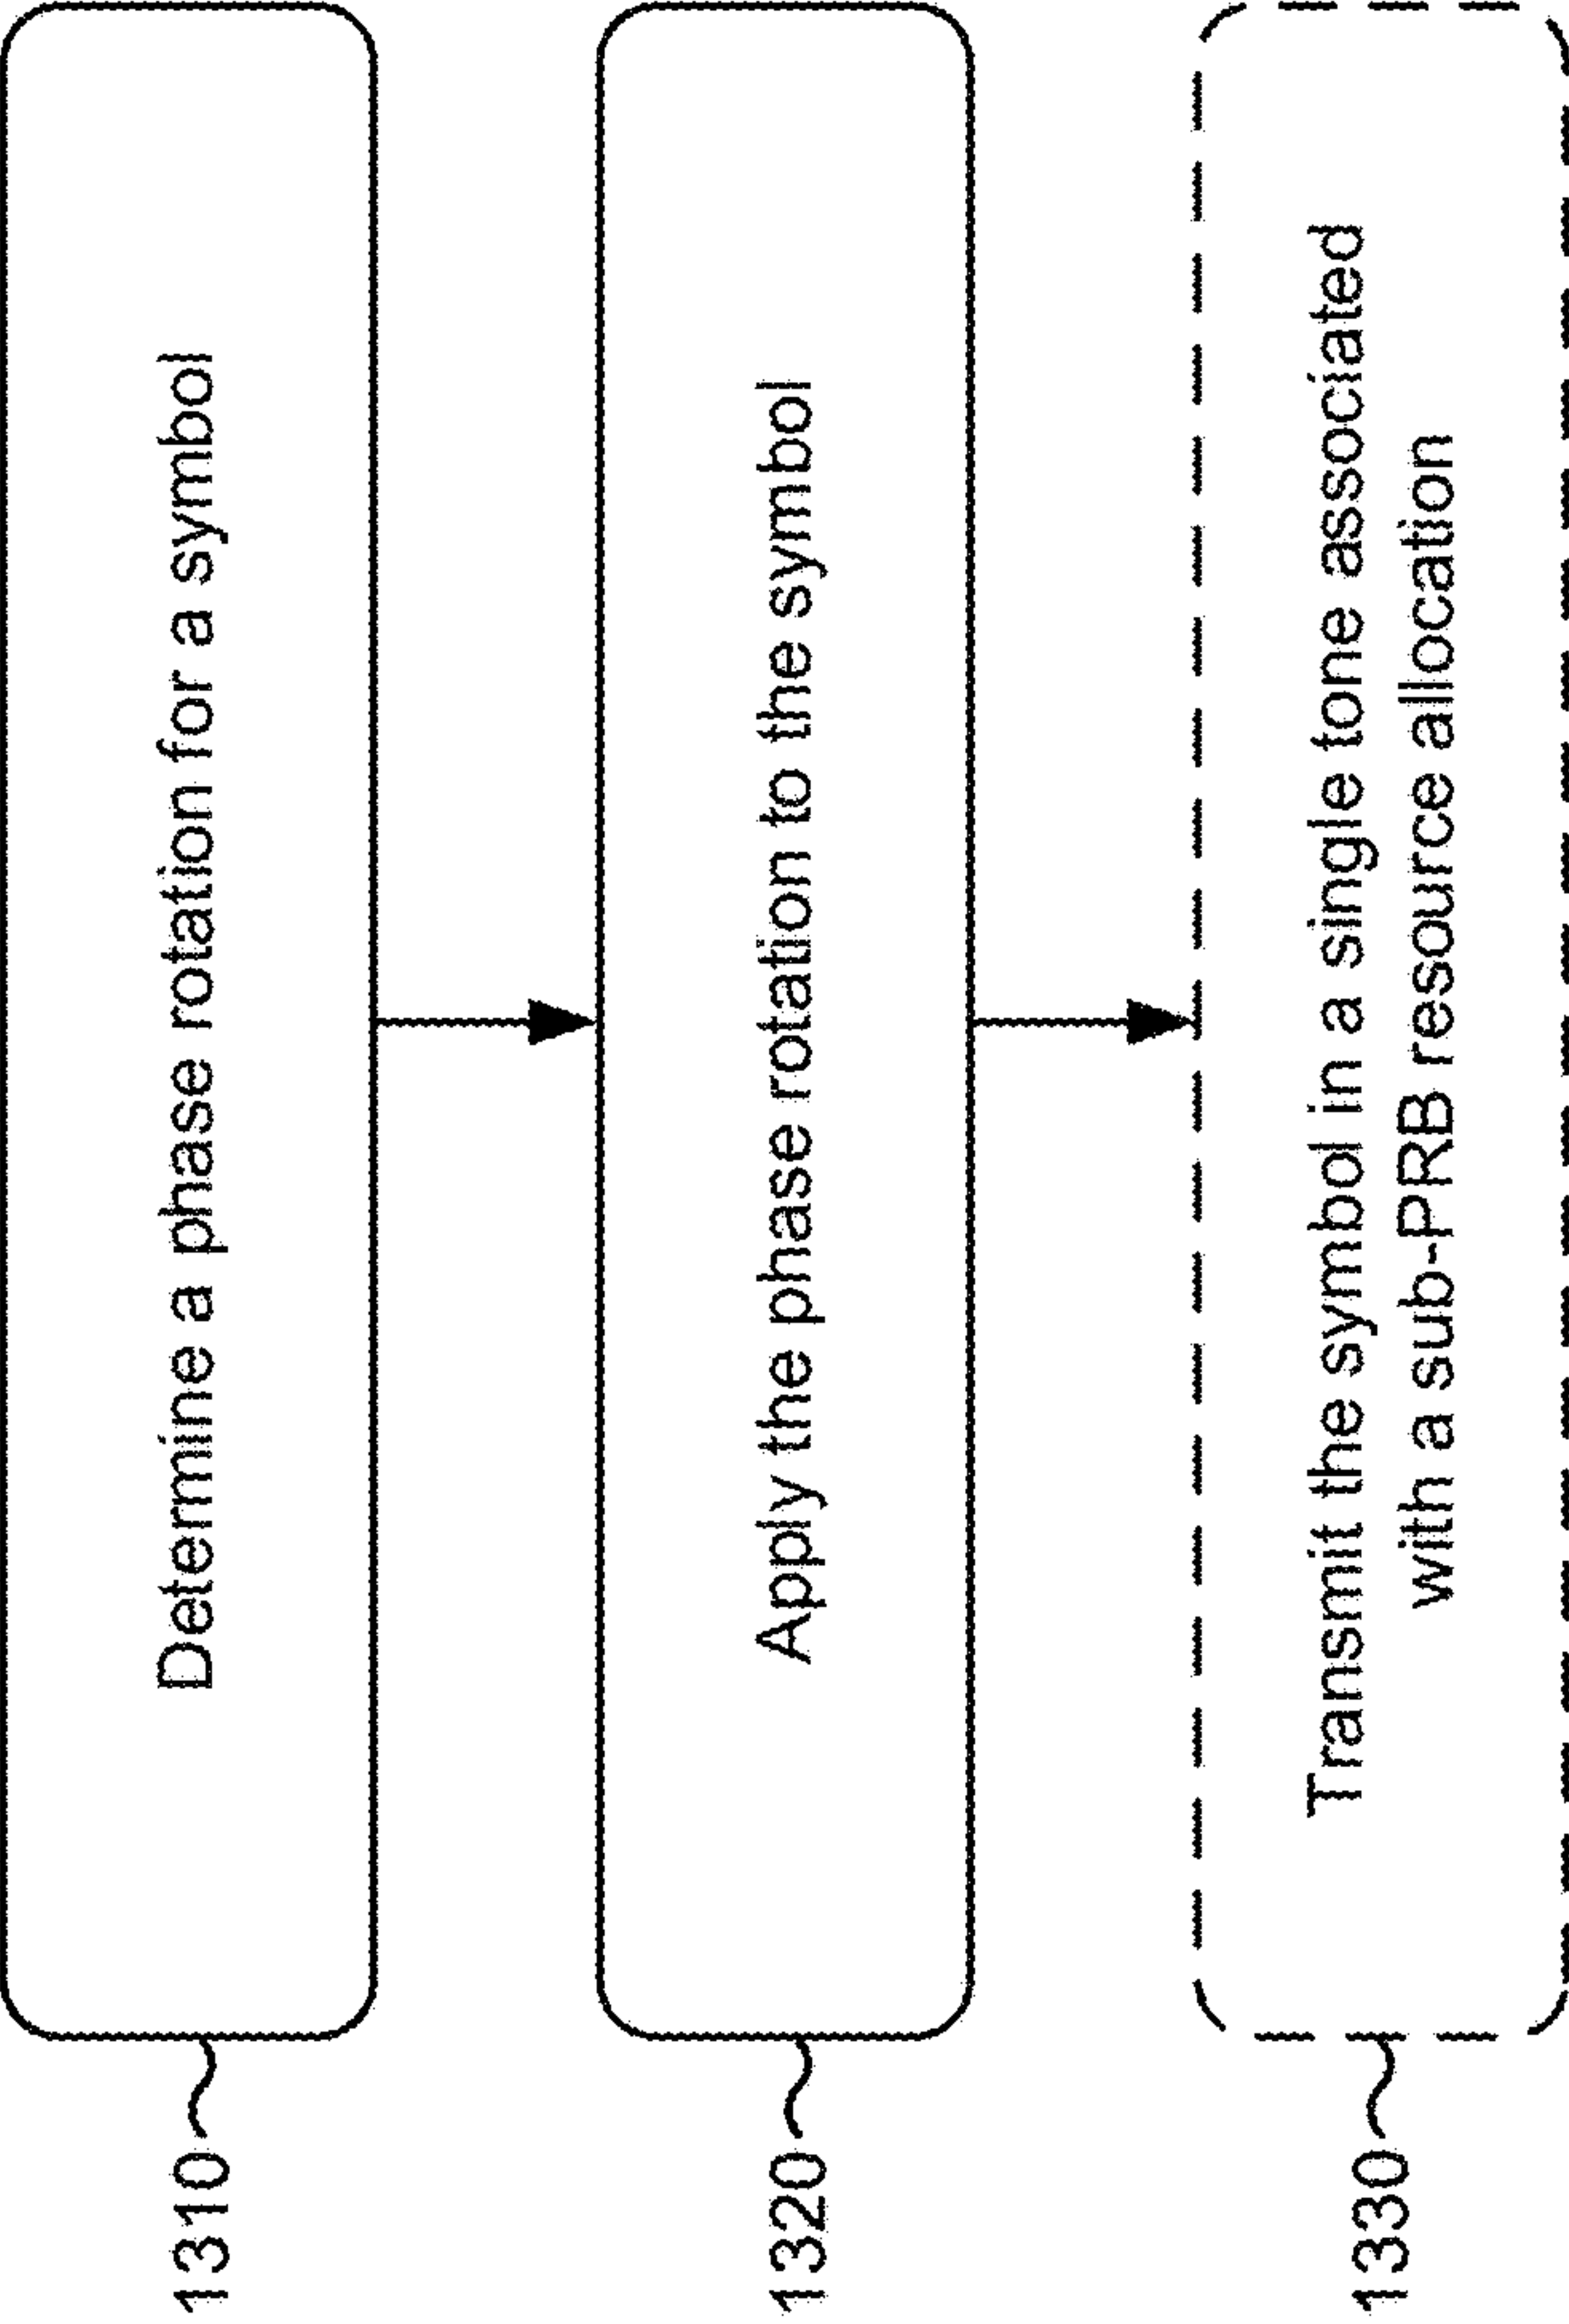 1310
Determine a phase rotation for a symbol
1320
Apply the phase rotation to the symbol
1330
Transmit the symbol in a single tone associated
with a sub-PRB resource allocation